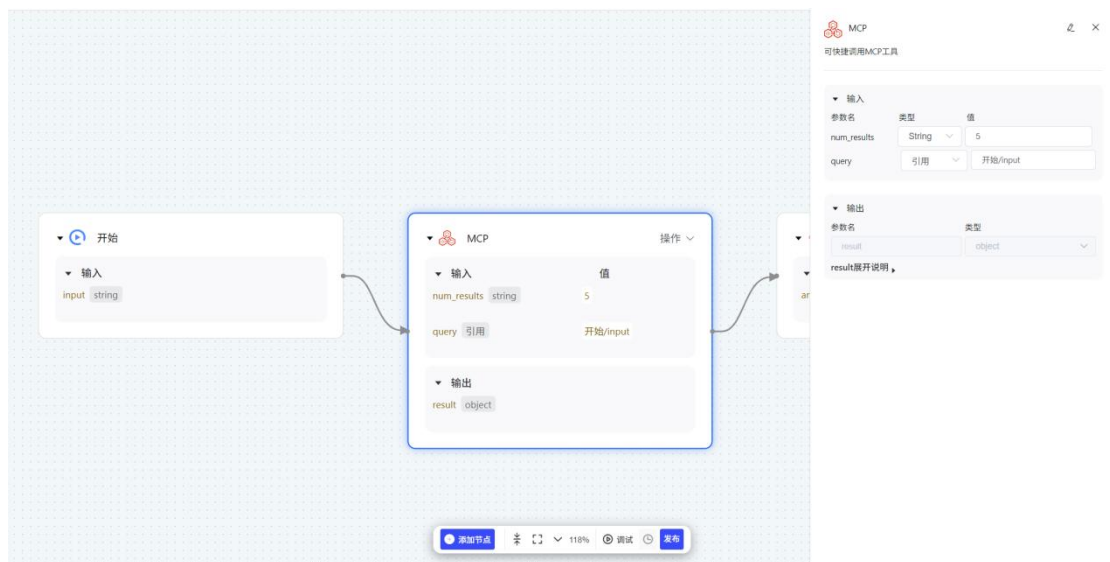 开始
输入
input string
MCP 操作
输入 值
num_results string 5
query 引用 开始/input
输出
result object
ar
添加节点 118% 调试 发布
MCP
可快捷调用MCP工具
输入
参数名 类型 值
num_results String 5
query 引用 开始/input
输出
参数名 类型
result object
result展开说明